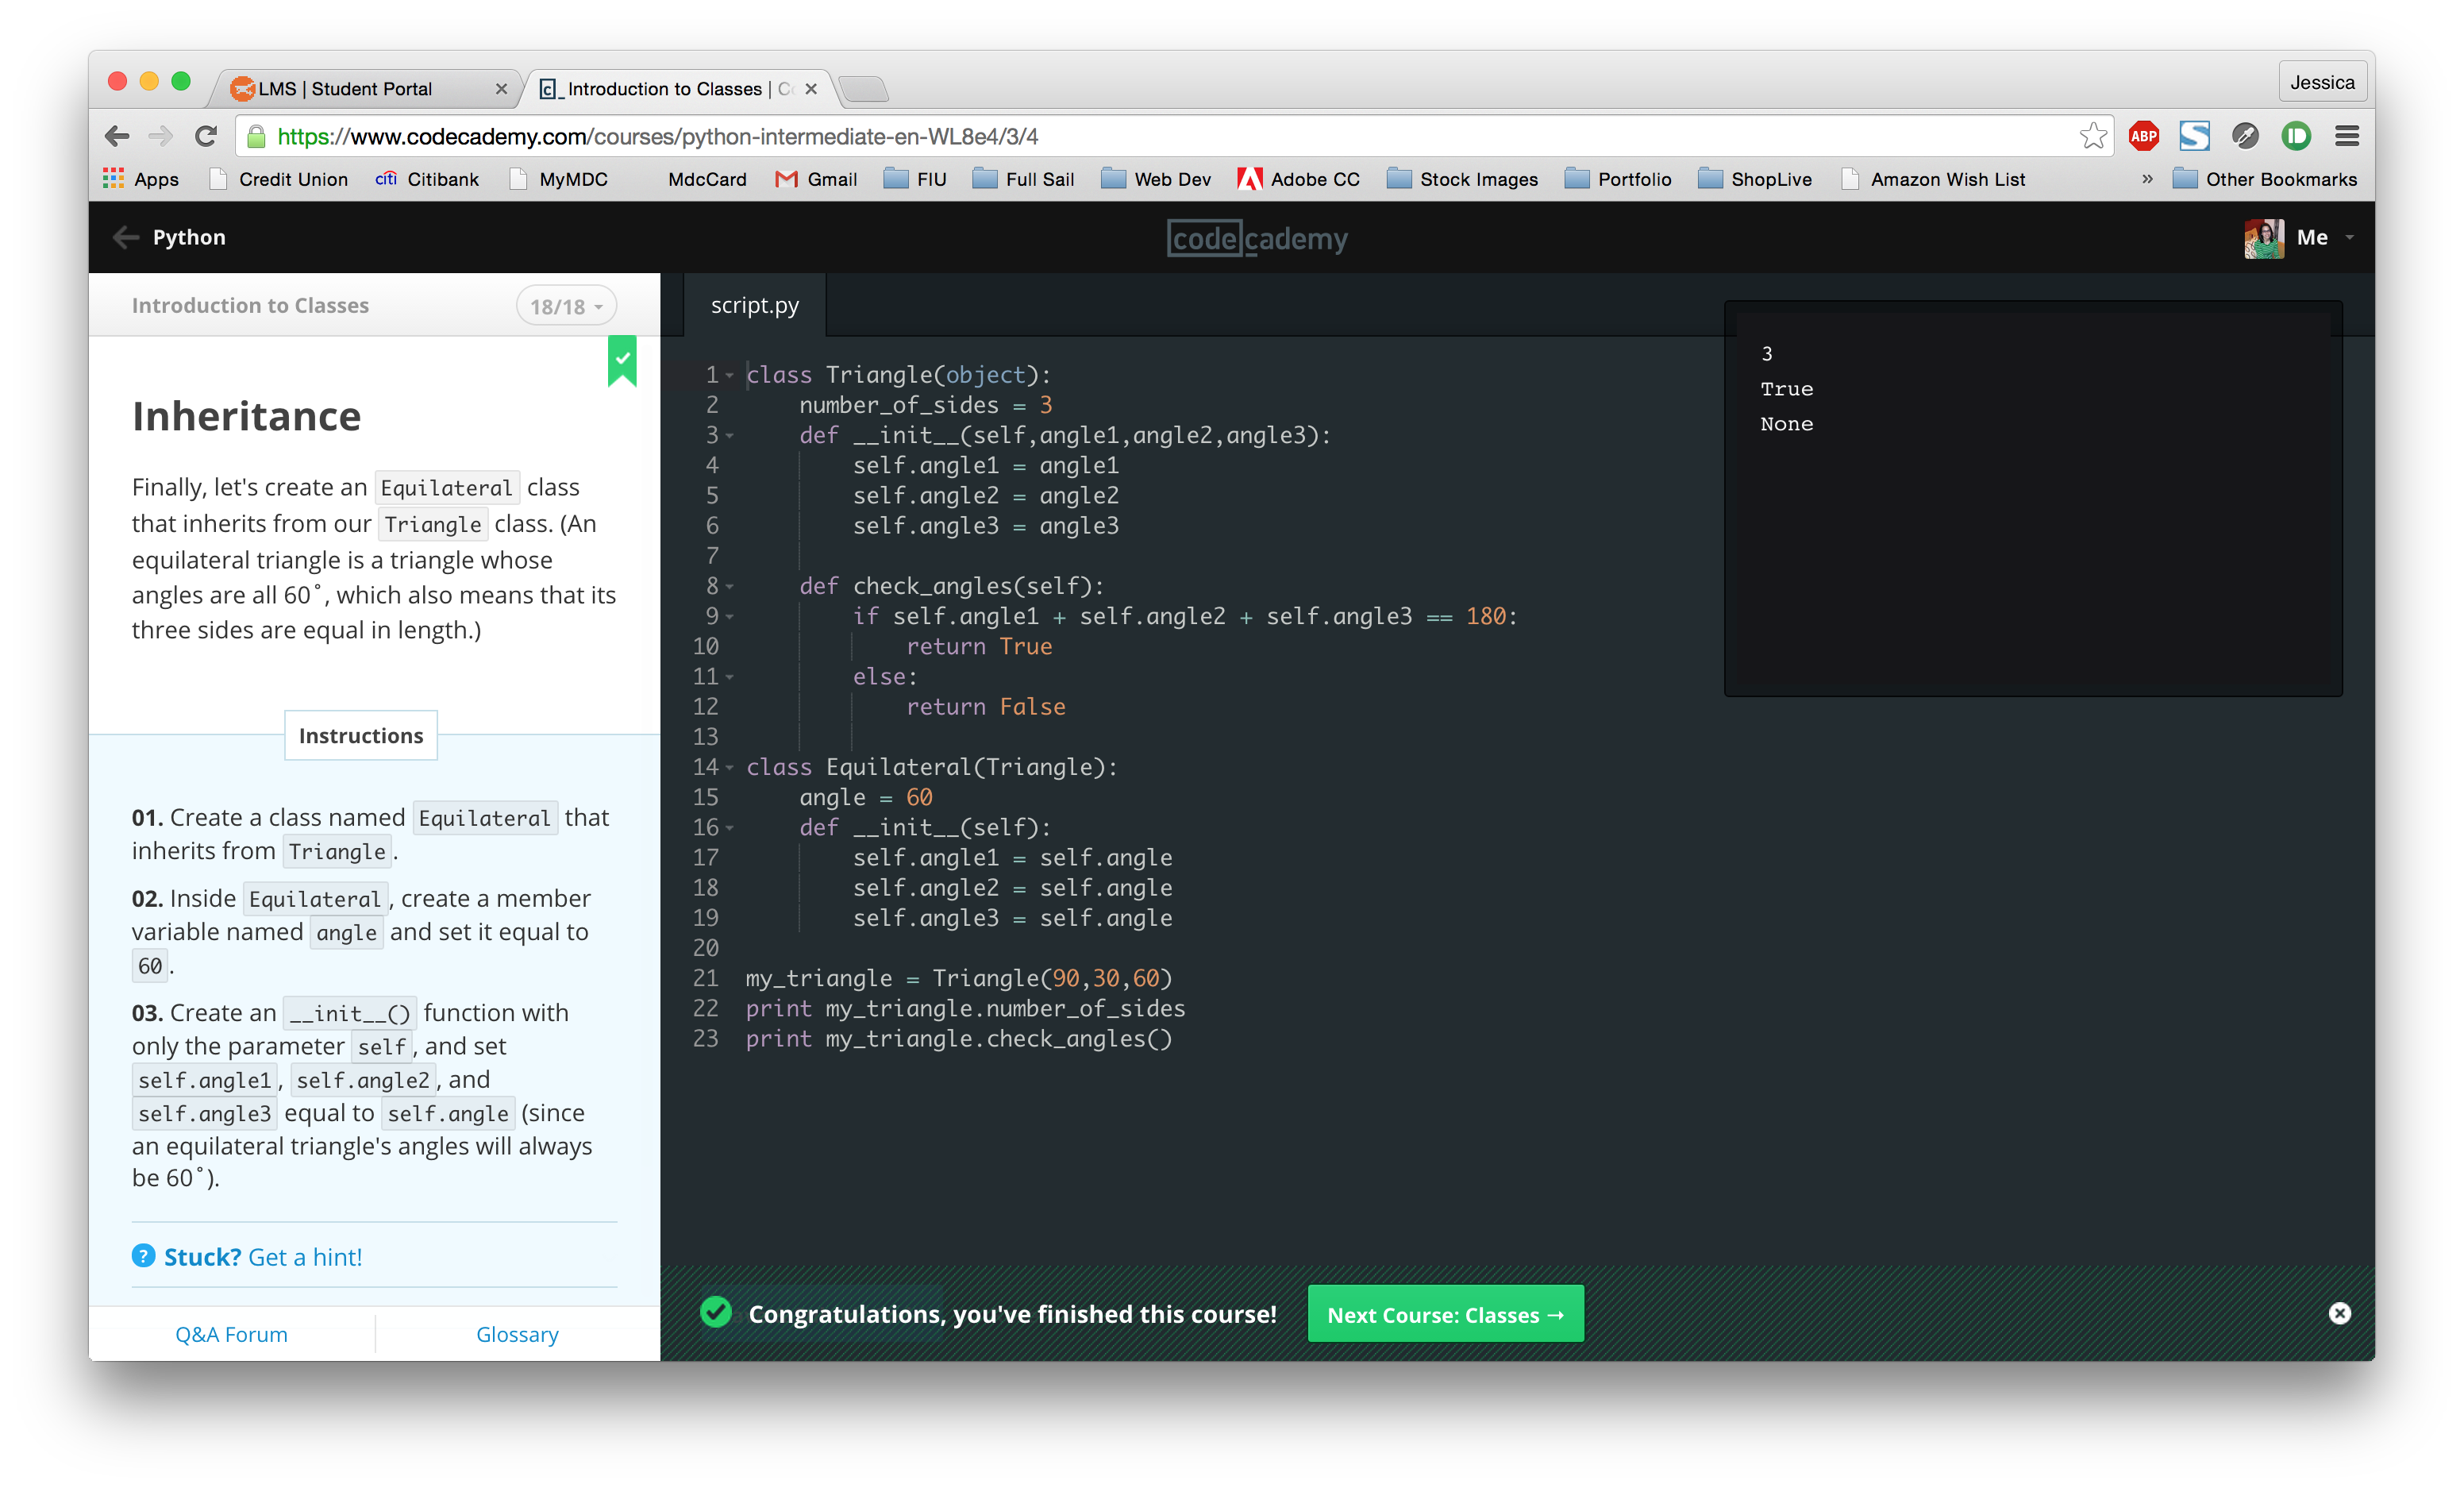 LMS | Student Portal
Introduction to Classes | Co
Jessica
https://www.codecademy.com/courses/python-intermediate-en-WL8e4/3/4
ABP
Apps
Credit Union
citi Citibank
MyMDC
MdcCard
Gmail
FIU
Full Sail
Web Dev
Adobe CC
Stock Images
Portfolio
ShopLive
Amazon Wish List
»
Other Bookmarks
Python
codecademy
Me
Introduction to Classes
18/18
Inheritance
Finally, let's create an Equilateral class
that inherits from our Triangle class. (An
equilateral triangle is a triangle whose
angles are all 60˚, which also means that its
three sides are equal in length.)
Instructions
01. Create a class named Equilateral that
inherits from Triangle.
02. Inside Equilateral, create a member
variable named angle and set it equal to
60.
03. Create an __init__() function with
only the parameter self, and set
self.angle1, self.angle2, and
self.angle3 equal to self.angle (since
an equilateral triangle's angles will always
be 60˚).
? Stuck? Get a hint!
Q&A Forum
Glossary
script.py
1 class Triangle(object):
2     number_of_sides = 3
3     def __init__(self,angle1,angle2,angle3):
4         self.angle1 = angle1
5         self.angle2 = angle2
6         self.angle3 = angle3
7
8     def check_angles(self):
9         if self.angle1 + self.angle2 + self.angle3 == 180:
10             return True
11         else:
12             return False
13
14 class Equilateral(Triangle):
15     angle = 60
16     def __init__(self):
17         self.angle1 = self.angle
18         self.angle2 = self.angle
19         self.angle3 = self.angle
20
21 my_triangle = Triangle(90,30,60)
22 print my_triangle.number_of_sides
23 print my_triangle.check_angles()
3
True
None
Congratulations, you've finished this course!
Next Course: Classes →